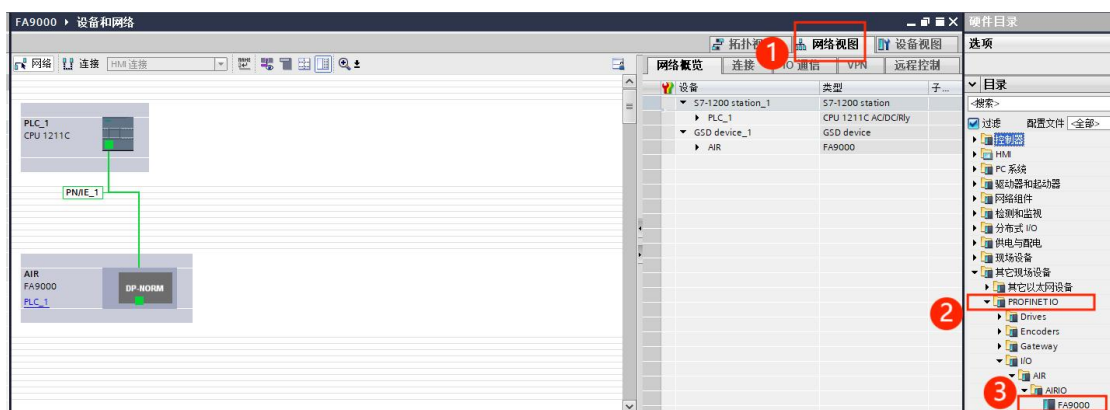 FA9000 ▸ 设备和网络
硬件目录
拓扑视
1
网络视图
设备视图
选项
网络
连接
HMI连接
网络概览
连接
IO 通信
VPN
远程控制
目录
设备
类型
子...
<搜索>
S7-1200 station_1
S7-1200 station
过滤
配置文件
<全部>
PLC_1
CPU 1211C AC/DC/Rly
控制器
GSD device_1
GSD device
HMI
AIR
FA9000
PC 系统
驱动器和起动器
网络组件
检测和监视
分布式 I/O
供电与配电
现场设备
其它现场设备
其它以太网设备
2
PROFINET IO
Drives
Encoders
Gateway
I/O
AIR
3
AIRIO
FA9000
PLC_1
CPU 1211C
PN/IE_1
AIR
FA9000
DP-NORM
PLC_1